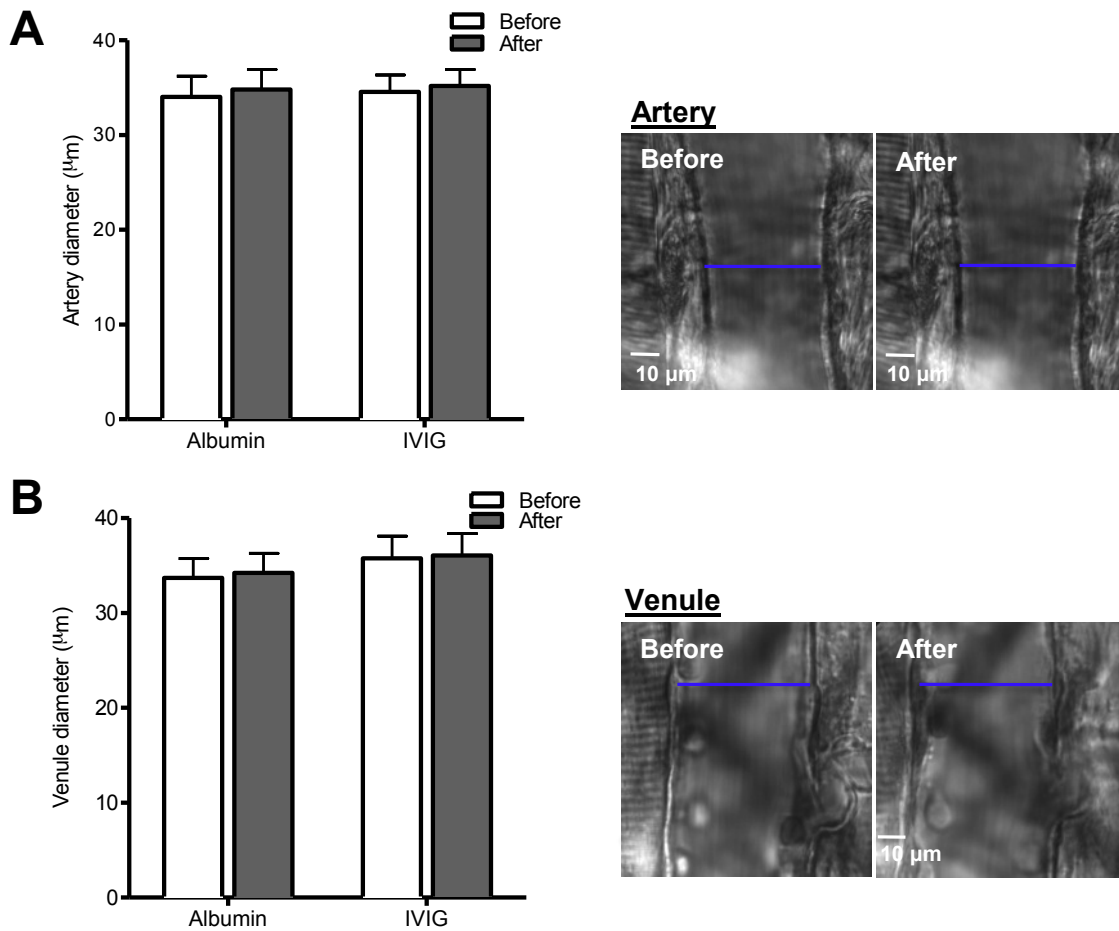 A
Before
After
40
30
20
10
0
Artery diameter (μm)
Albumin
IVIG
Artery
Before
After
10 μm
10 μm
B
Before
After
40
30
20
10
0
Venule diameter (μm)
Albumin
IVIG
Venule
Before
After
10 μm